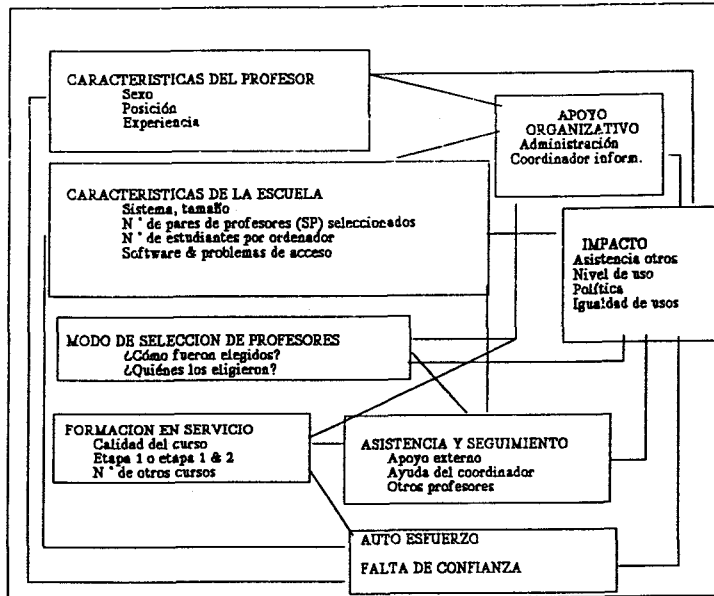 CARACTERISTICAS DEL PROFESOR
Sexo
Posición
Experiencia
APOYO
ORGANIZATIVO
Administración
Coordinador inform.
CARACTERISTICAS DE LA ESCUELA
Sistema, tamaño
N° de pares de profesores (SP) seleccionados
N° de estudiantes por ordenador
Software & problemas de acceso
IMPACTO
Asistencia otros
Nivel de uso
Política
Igualdad de usos
MODO DE SELECCION DE PROFESORES
¿Cómo fueron elegidos?
¿Quiénes los eligieron?
FORMACION EN SERVICIO
Calidad del curso
Etapa 1 o etapa 1 & 2
N° de otros cursos
ASISTENCIA Y SEGUIMIENTO
Apoyo externo
Ayuda del coordinador
Otros profesores
AUTO ESFUERZO
FALTA DE CONFIANZA